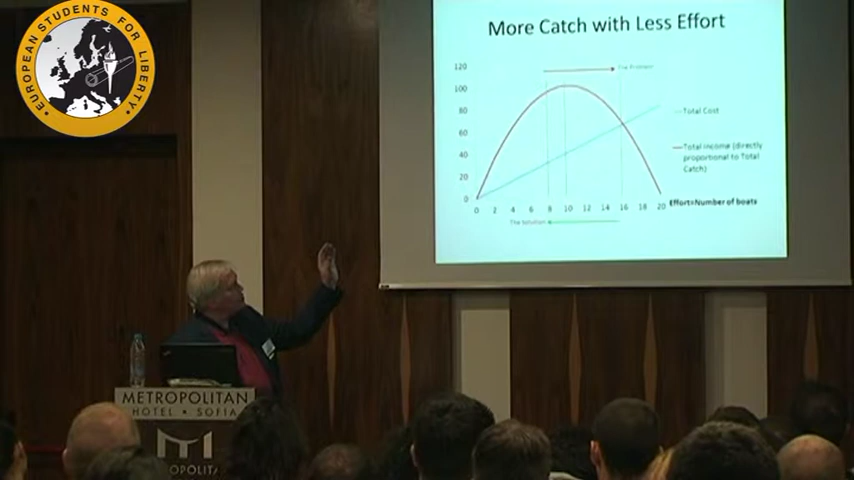 EUROPEAN STUDENTS FOR LIBERTY
More Catch with Less Effort
120
100
80
60
40
20
0
0 2 4 6 8 10 12 14 16 18 20
The Problem
Total Cost
Total Income (directly
proportional to Total
Catch)
Effort=Number of boats
The Solution
METROPOLITAN
HOTEL • SOFIA